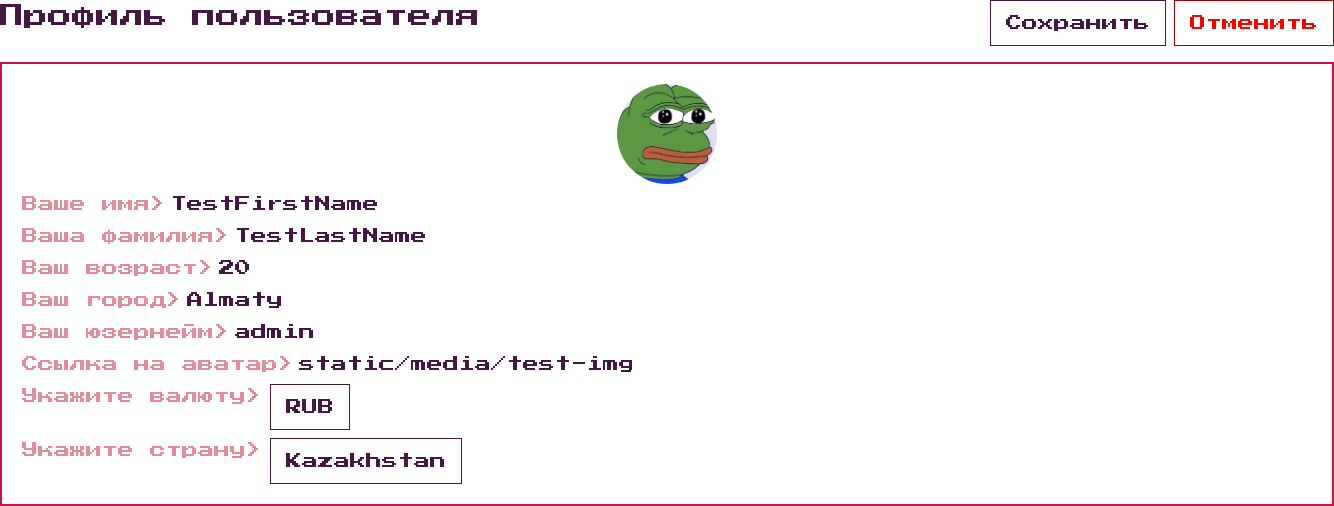 Профиль пользователя
Сохранить
Отменить
Ваше имя> TestFirstName
Ваша фамилия> TestLastName
Ваш возраст> 20
Ваш город> Almaty
Ваш юзернейм> admin
Ссылка на аватар> static/media/test-img
Укажите валюту> RUB
Укажите страну> Kazakhstan